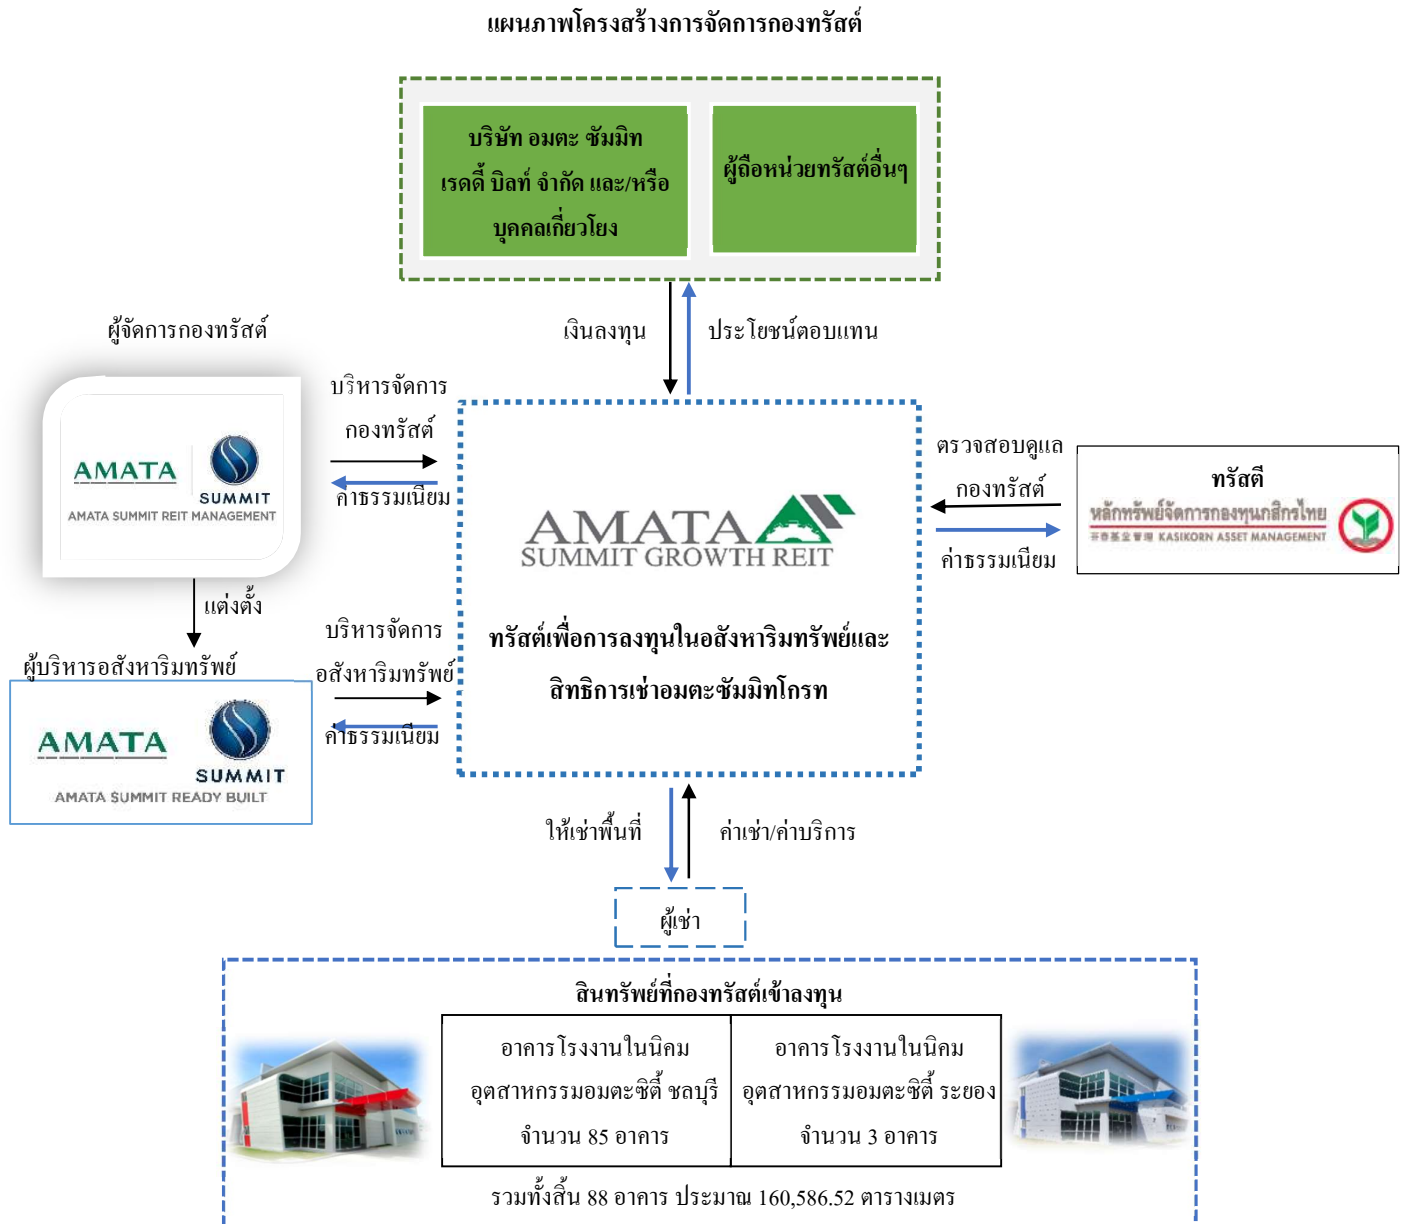 แผนภาพโครงสร้างการจัดการกองทรัสต์
บริษัท อมตะ ซัมมิท
เรดดี้ บิลท์ จำกัด และ/หรือ
บุคคลเกี่ยวโยง
ผู้ถือหน่วยทรัสต์อื่นๆ
เงินลงทุน
ประโยชน์ตอบแทน
ผู้จัดการกองทรัสต์
AMATA
SUMMIT
AMATA SUMMIT REIT MANAGEMENT
บริหารจัดการ
กองทรัสต์
ค่าธรรมเนียม
AMATA
SUMMIT GROWTH REIT
ทรัสต์เพื่อการลงทุนในอสังหาริมทรัพย์และ
สิทธิการเช่าอมตะซัมมิทโกรท
ตรวจสอบดูแล
กองทรัสต์
ค่าธรรมเนียม
ทรัสตี
หลักทรัพย์จัดการกองทุนกสิกรไทย
基金管理 KASIKORN ASSET MANAGEMENT
แต่งตั้ง
ผู้บริหารอสังหาริมทรัพย์
AMATA
SUMMIT
AMATA SUMMIT READY BUILT
บริหารจัดการ
อสังหาริมทรัพย์
ค่าธรรมเนียม
ให้เช่าพื้นที่
ค่าเช่า/ค่าบริการ
ผู้เช่า
สินทรัพย์ที่กองทรัสต์เข้าลงทุน
อาคารโรงงานในนิคม
อุตสาหกรรมอมตะซิตี้ ชลบุรี
จำนวน 85 อาคาร
อาคารโรงงานในนิคม
อุตสาหกรรมอมตะซิตี้ ระยอง
จำนวน 3 อาคาร
รวมทั้งสิ้น 88 อาคาร ประมาณ 160,586.52 ตารางเมตร